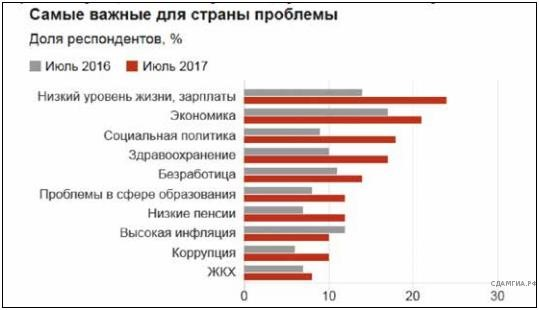 Самые важные для страны проблемы
Доля респондентов, %
Июль 2016 Июль 2017
Низкий уровень жизни, зарплаты
Экономика
Социальная политика
Здравоохранение
Безработица
Проблемы в сфере образования
Низкие пенсии
Высокая инфляция
Коррупция
ЖКХ
0 10 20 30
СДАМГИА.РФ